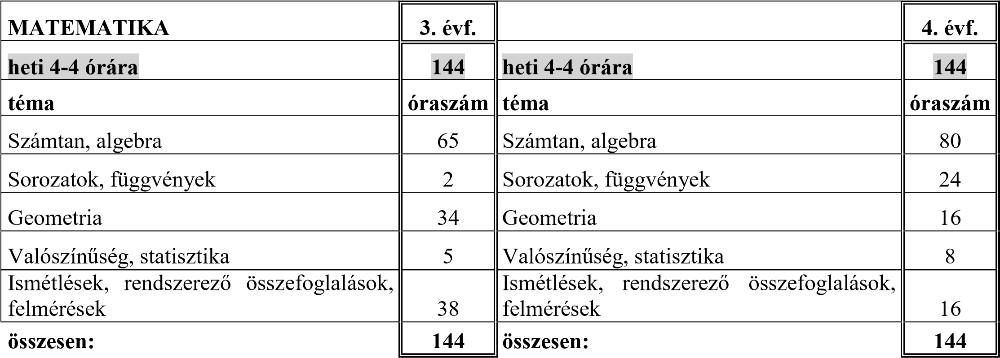 MATEMATIKA 3. évf. 4. évf.
heti 4-4 órára 144 heti 4-4 órára 144
téma óraszám téma óraszám
Számtan, algebra 65 Számtan, algebra 80
Sorozatok, függvények 2 Sorozatok, függvények 24
Geometria 34 Geometria 16
Valószínűség, statisztika 5 Valószínűség, statisztika 8
Ismétlések, rendszerező összefoglalások, Ismétlések, rendszerező összefoglalások,
felmérések 38 felmérések 16
összesen: 144 összesen: 144